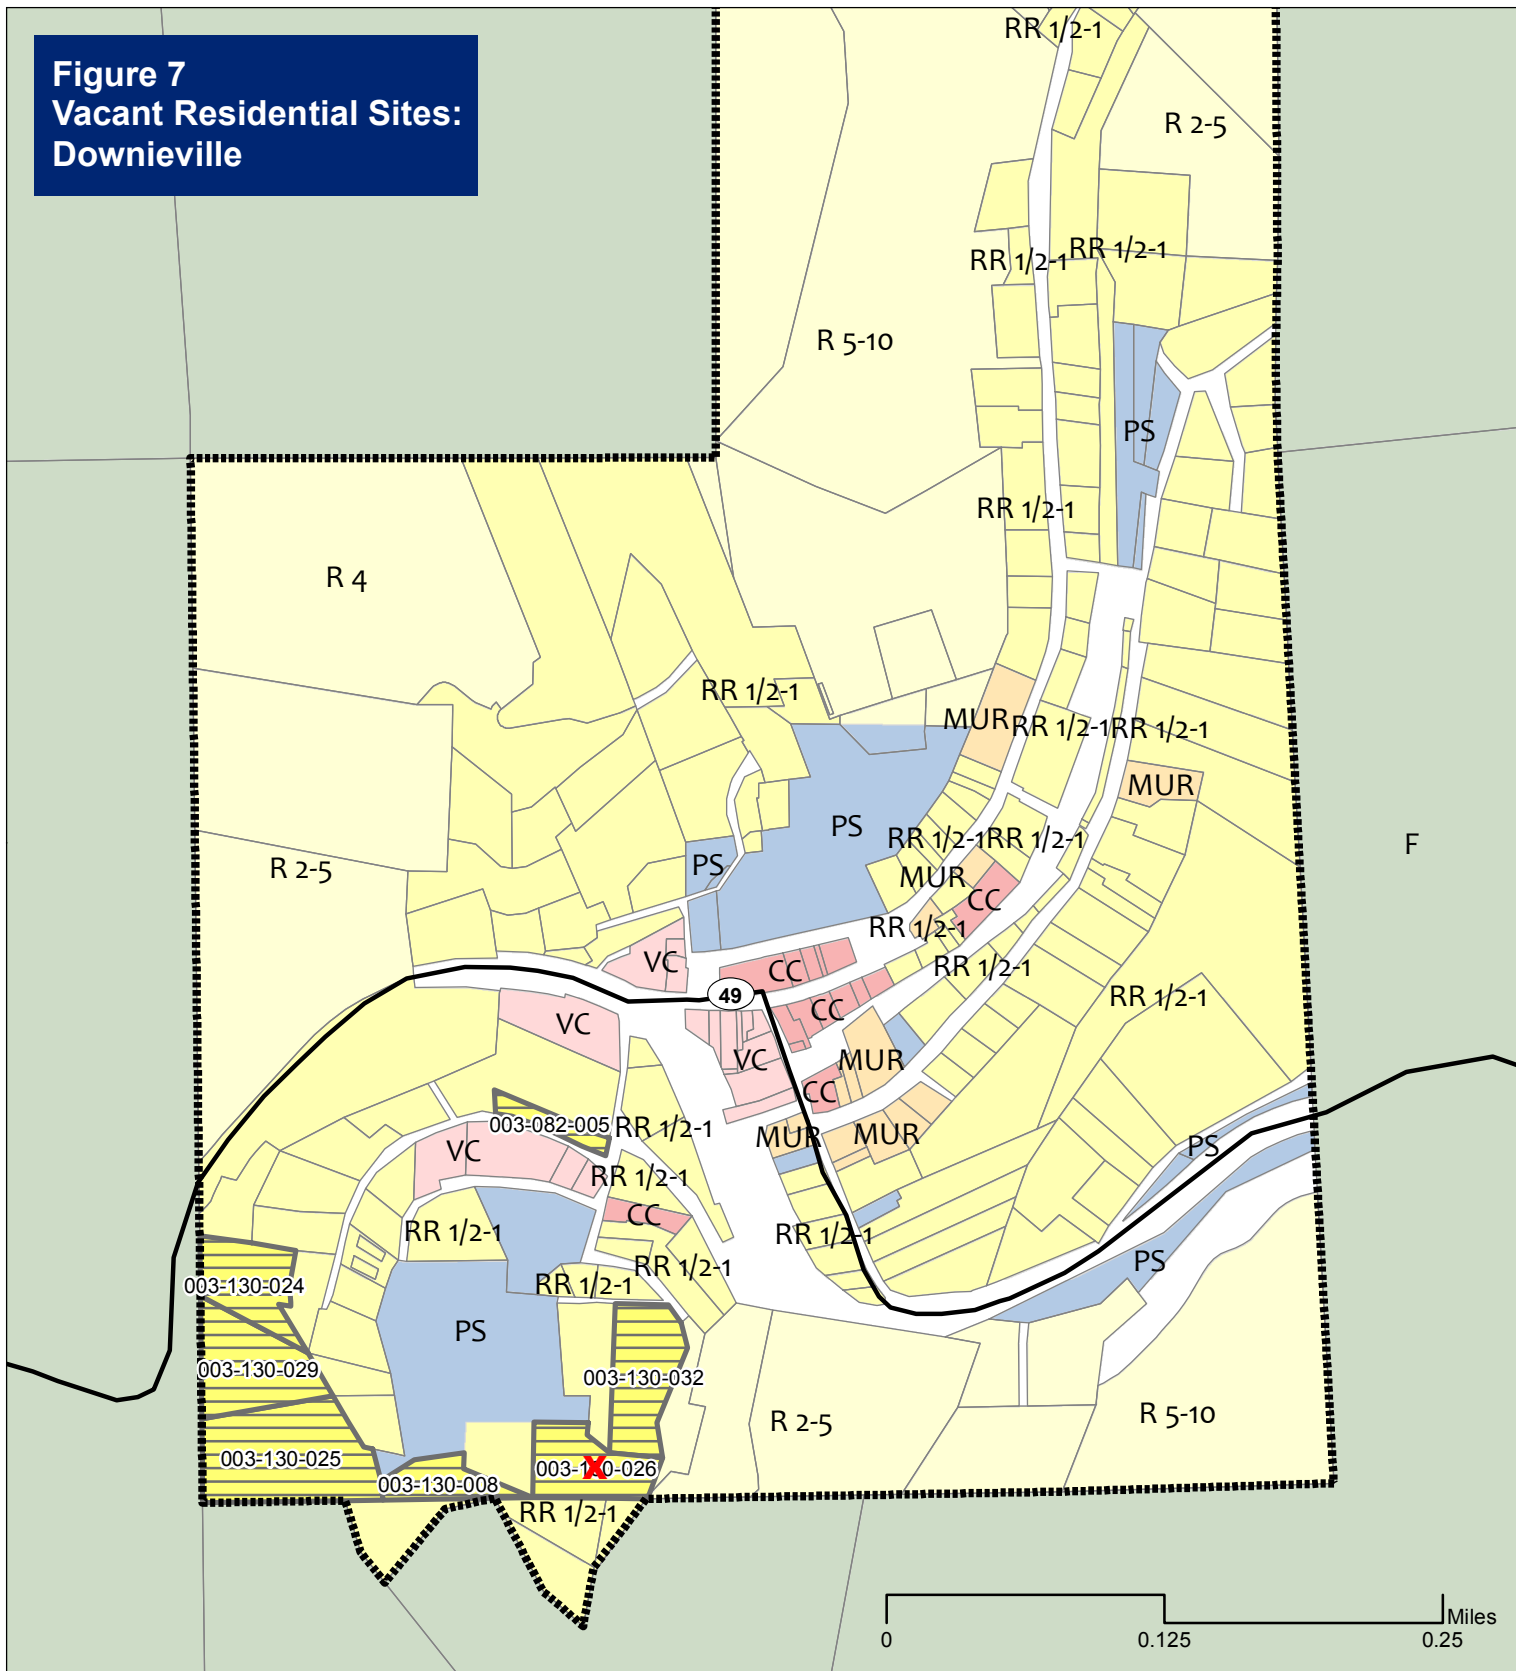 Figure 7
Vacant Residential Sites:
Downieville
RR 1/2-1
R 2-5
RR 1/2-1
RR 1/2-1
R 5-10
PS
RR 1/2-1
R 4
RR 1/2-1
MUR
RR 1/2-1
RR 1/2-1
MUR
PS
RR 1/2-1
RR 1/2-1
F
PS
R 2-5
MUR
CC
RR 1/2-1
VC
CC
RR 1/2-1
49
RR 1/2-1
CC
VC
VC
MUR
CC
003-082-005
RR 1/2-1
MUR
MUR
PS
VC
RR 1/2-1
CC
RR 1/2-1
RR 1/2-1
PS
RR 1/2-1
RR 1/2-1
003-130-024
PS
003-130-029
003-130-032
R 2-5
R 5-10
003-130-025
003-130-026
X
003-130-008
RR 1/2-1
Miles
0
0.125
0.25